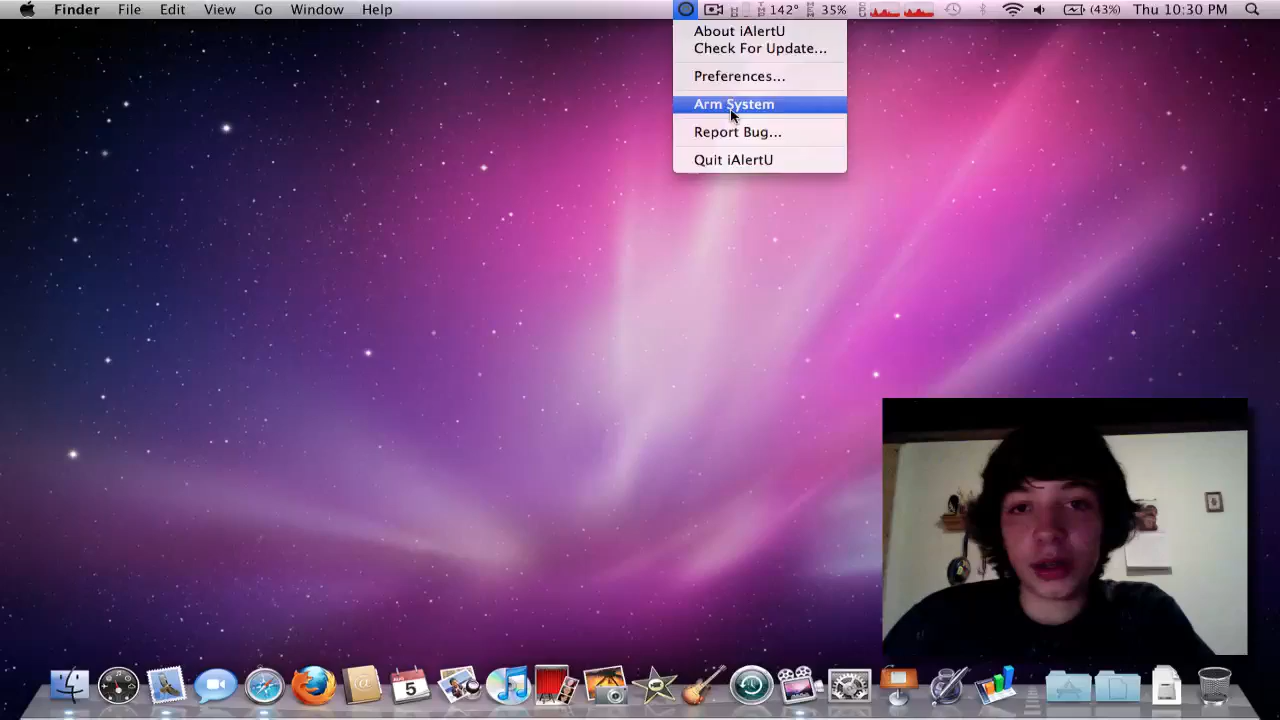 Finder File Edit View Go Window Help 142° 35% (43%) Thu 10:30 PM
About iAlertU
Check For Update...
Preferences...
Arm System
Report Bug...
Quit iAlertU
AUG
5